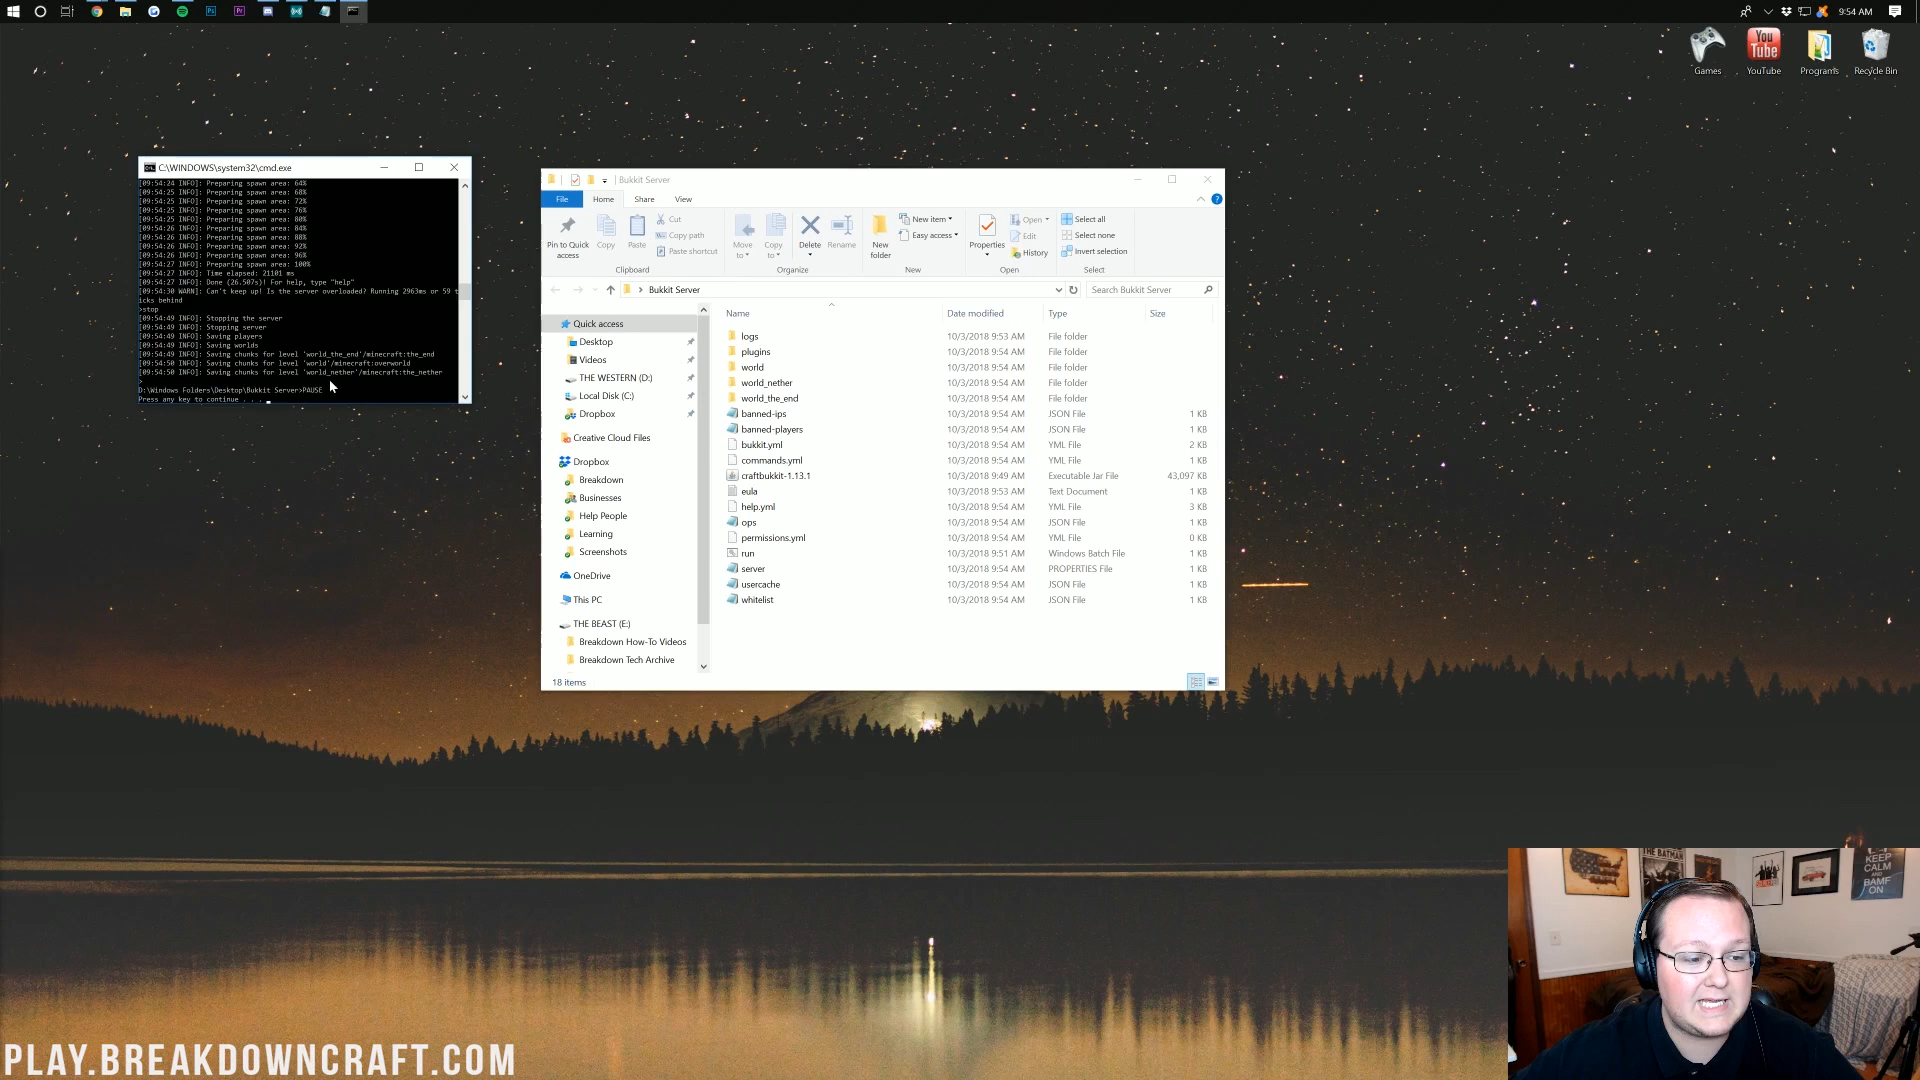 9:54 AM
Games
YouTube
Programs
Recycle Bin
C:\WINDOWS\system32\cmd.exe
[09:54:24 INFO]: Preparing spawn area: 64%
[09:54:25 INFO]: Preparing spawn area: 68%
[09:54:25 INFO]: Preparing spawn area: 72%
[09:54:25 INFO]: Preparing spawn area: 76%
[09:54:25 INFO]: Preparing spawn area: 80%
[09:54:26 INFO]: Preparing spawn area: 84%
[09:54:26 INFO]: Preparing spawn area: 88%
[09:54:26 INFO]: Preparing spawn area: 92%
[09:54:26 INFO]: Preparing spawn area: 96%
[09:54:27 INFO]: Preparing spawn area: 100%
[09:54:27 INFO]: Time elapsed: 21101 ms
[09:54:27 INFO]: Done (26.507s)! For help, type "help"
[09:54:30 WARN]: Can't keep up! Is the server overloaded? Running 2963ms or 59 t
icks behind
>stop
[09:54:49 INFO]: Stopping the server
[09:54:49 INFO]: Stopping server
[09:54:49 INFO]: Saving players
[09:54:49 INFO]: Saving worlds
[09:54:49 INFO]: Saving chunks for level 'world_the_end'/minecraft:the_end
[09:54:50 INFO]: Saving chunks for level 'world'/minecraft:overworld
[09:54:50 INFO]: Saving chunks for level 'world_nether'/minecraft:the_nether
>
D:\Windows Folders\Desktop\Bukkit Server>PAUSE
Press any key to continue . . .
Bukkit Server
File Home Share View
Pin to Quick access
Copy
Paste
Cut
Copy path
Paste shortcut
Clipboard
Move to
Copy to
Delete
Rename
Organize
New folder
New item
Easy access
New
Properties
Open
Edit
History
Open
Select all
Select none
Invert selection
Select
Bukkit Server
Search Bukkit Server
Quick access
Desktop
Videos
THE WESTERN (D:)
Local Disk (C:)
Dropbox
Creative Cloud Files
Dropbox
Breakdown
Businesses
Help People
Learning
Screenshots
OneDrive
This PC
THE BEAST (E:)
Breakdown How-To Videos
Breakdown Tech Archive
Name Date modified Type Size
logs 10/3/2018 9:53 AM File folder
plugins 10/3/2018 9:54 AM File folder
world 10/3/2018 9:54 AM File folder
world_nether 10/3/2018 9:54 AM File folder
world_the_end 10/3/2018 9:54 AM File folder
banned-ips 10/3/2018 9:54 AM JSON File 1 KB
banned-players 10/3/2018 9:54 AM JSON File 1 KB
bukkit.yml 10/3/2018 9:54 AM YML File 2 KB
commands.yml 10/3/2018 9:54 AM YML File 1 KB
craftbukkit-1.13.1 10/3/2018 9:49 AM Executable Jar File 43,097 KB
eula 10/3/2018 9:53 AM Text Document 1 KB
help.yml 10/3/2018 9:54 AM YML File 3 KB
ops 10/3/2018 9:54 AM JSON File 1 KB
permissions.yml 10/3/2018 9:54 AM YML File 0 KB
run 10/3/2018 9:51 AM Windows Batch File 1 KB
server 10/3/2018 9:54 AM PROPERTIES File 1 KB
usercache 10/3/2018 9:54 AM JSON File 1 KB
whitelist 10/3/2018 9:54 AM JSON File 1 KB
18 items
THE BATMAN
KEEP
CALM
AND
BAMF
ON
PLAY.BREAKDOWNCRAFT.COM